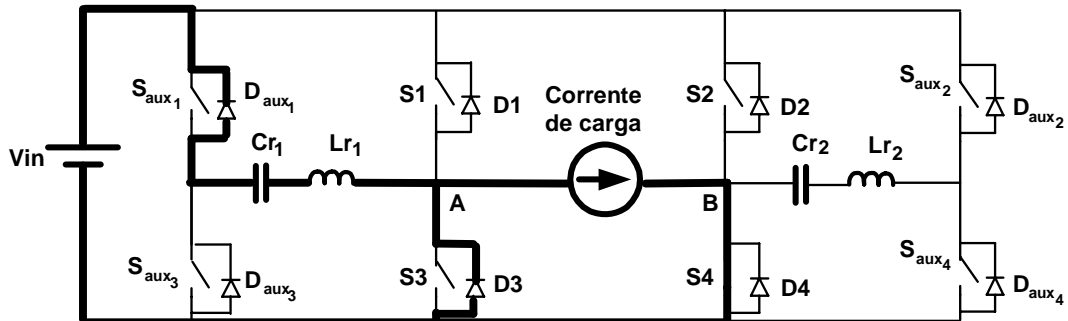 Saux1
Daux1
S1
D1
Corrente
de carga
S2
D2
Saux2
Daux2
Vin
Cr1
Lr1
Cr2
Lr2
A
B
Saux3
Daux3
S3
D3
S4
D4
Saux4
Daux4